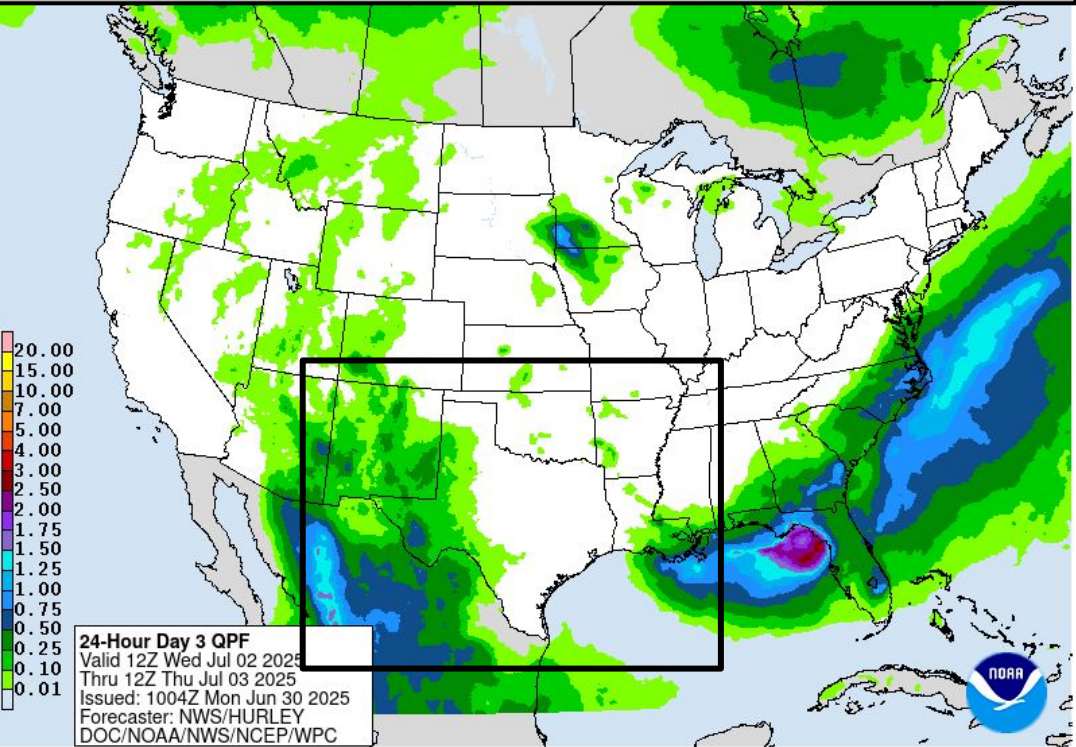 20.00
15.00
10.00
7.00
5.00
4.00
3.00
2.50
2.00
1.75
1.50
1.25
1.00
0.75
0.50
0.25
0.10
0.01
24-Hour Day 3 QPF
Valid 12Z Wed Jul 02 2025
Thru 12Z Thu Jul 03 2025
Issued: 1004Z Mon Jun 30 2025
Forecaster: NWS/HURLEY
DOC/NOAA/NWS/NCEP/WPC
NOAA